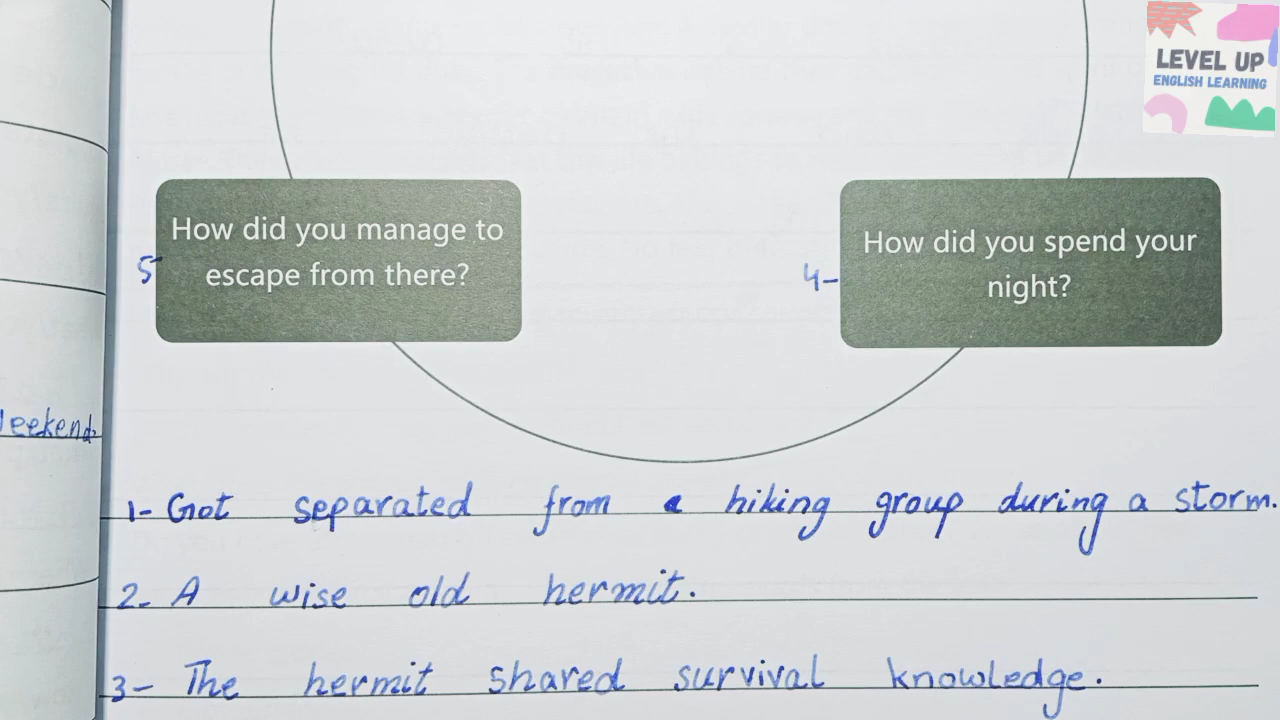 LEVEL UP
ENGLISH LEARNING
How did you manage to
escape from there?
5-
How did you spend your
night?
4-
Weekend.
1- Got separated from a hiking group during a storm.
2- A wise old hermit.
3- The hermit shared survival knowledge.